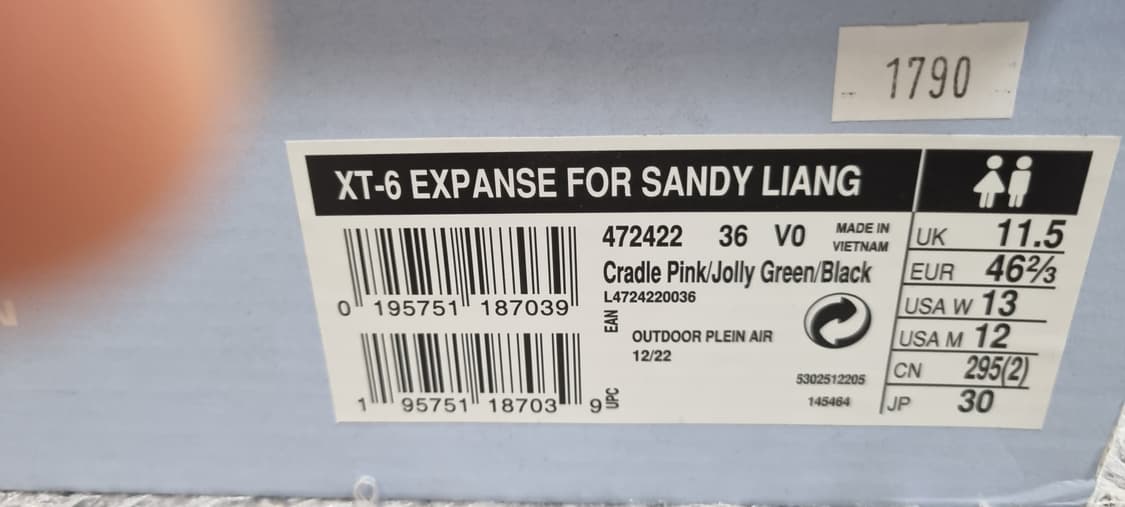 1790
XT-6 EXPANSE FOR SANDY LIANG
472422 36 V0 MADE IN VIETNAM
Cradle Pink/Jolly Green/Black
L4724220036
0 195751 187039
EAN
OUTDOOR PLEIN AIR
12/22
5302512205
145464
1 95751 18703 9
UPC
UK 11.5
EUR 46⅔
USA W 13
USA M 12
CN 295(2)
JP 30